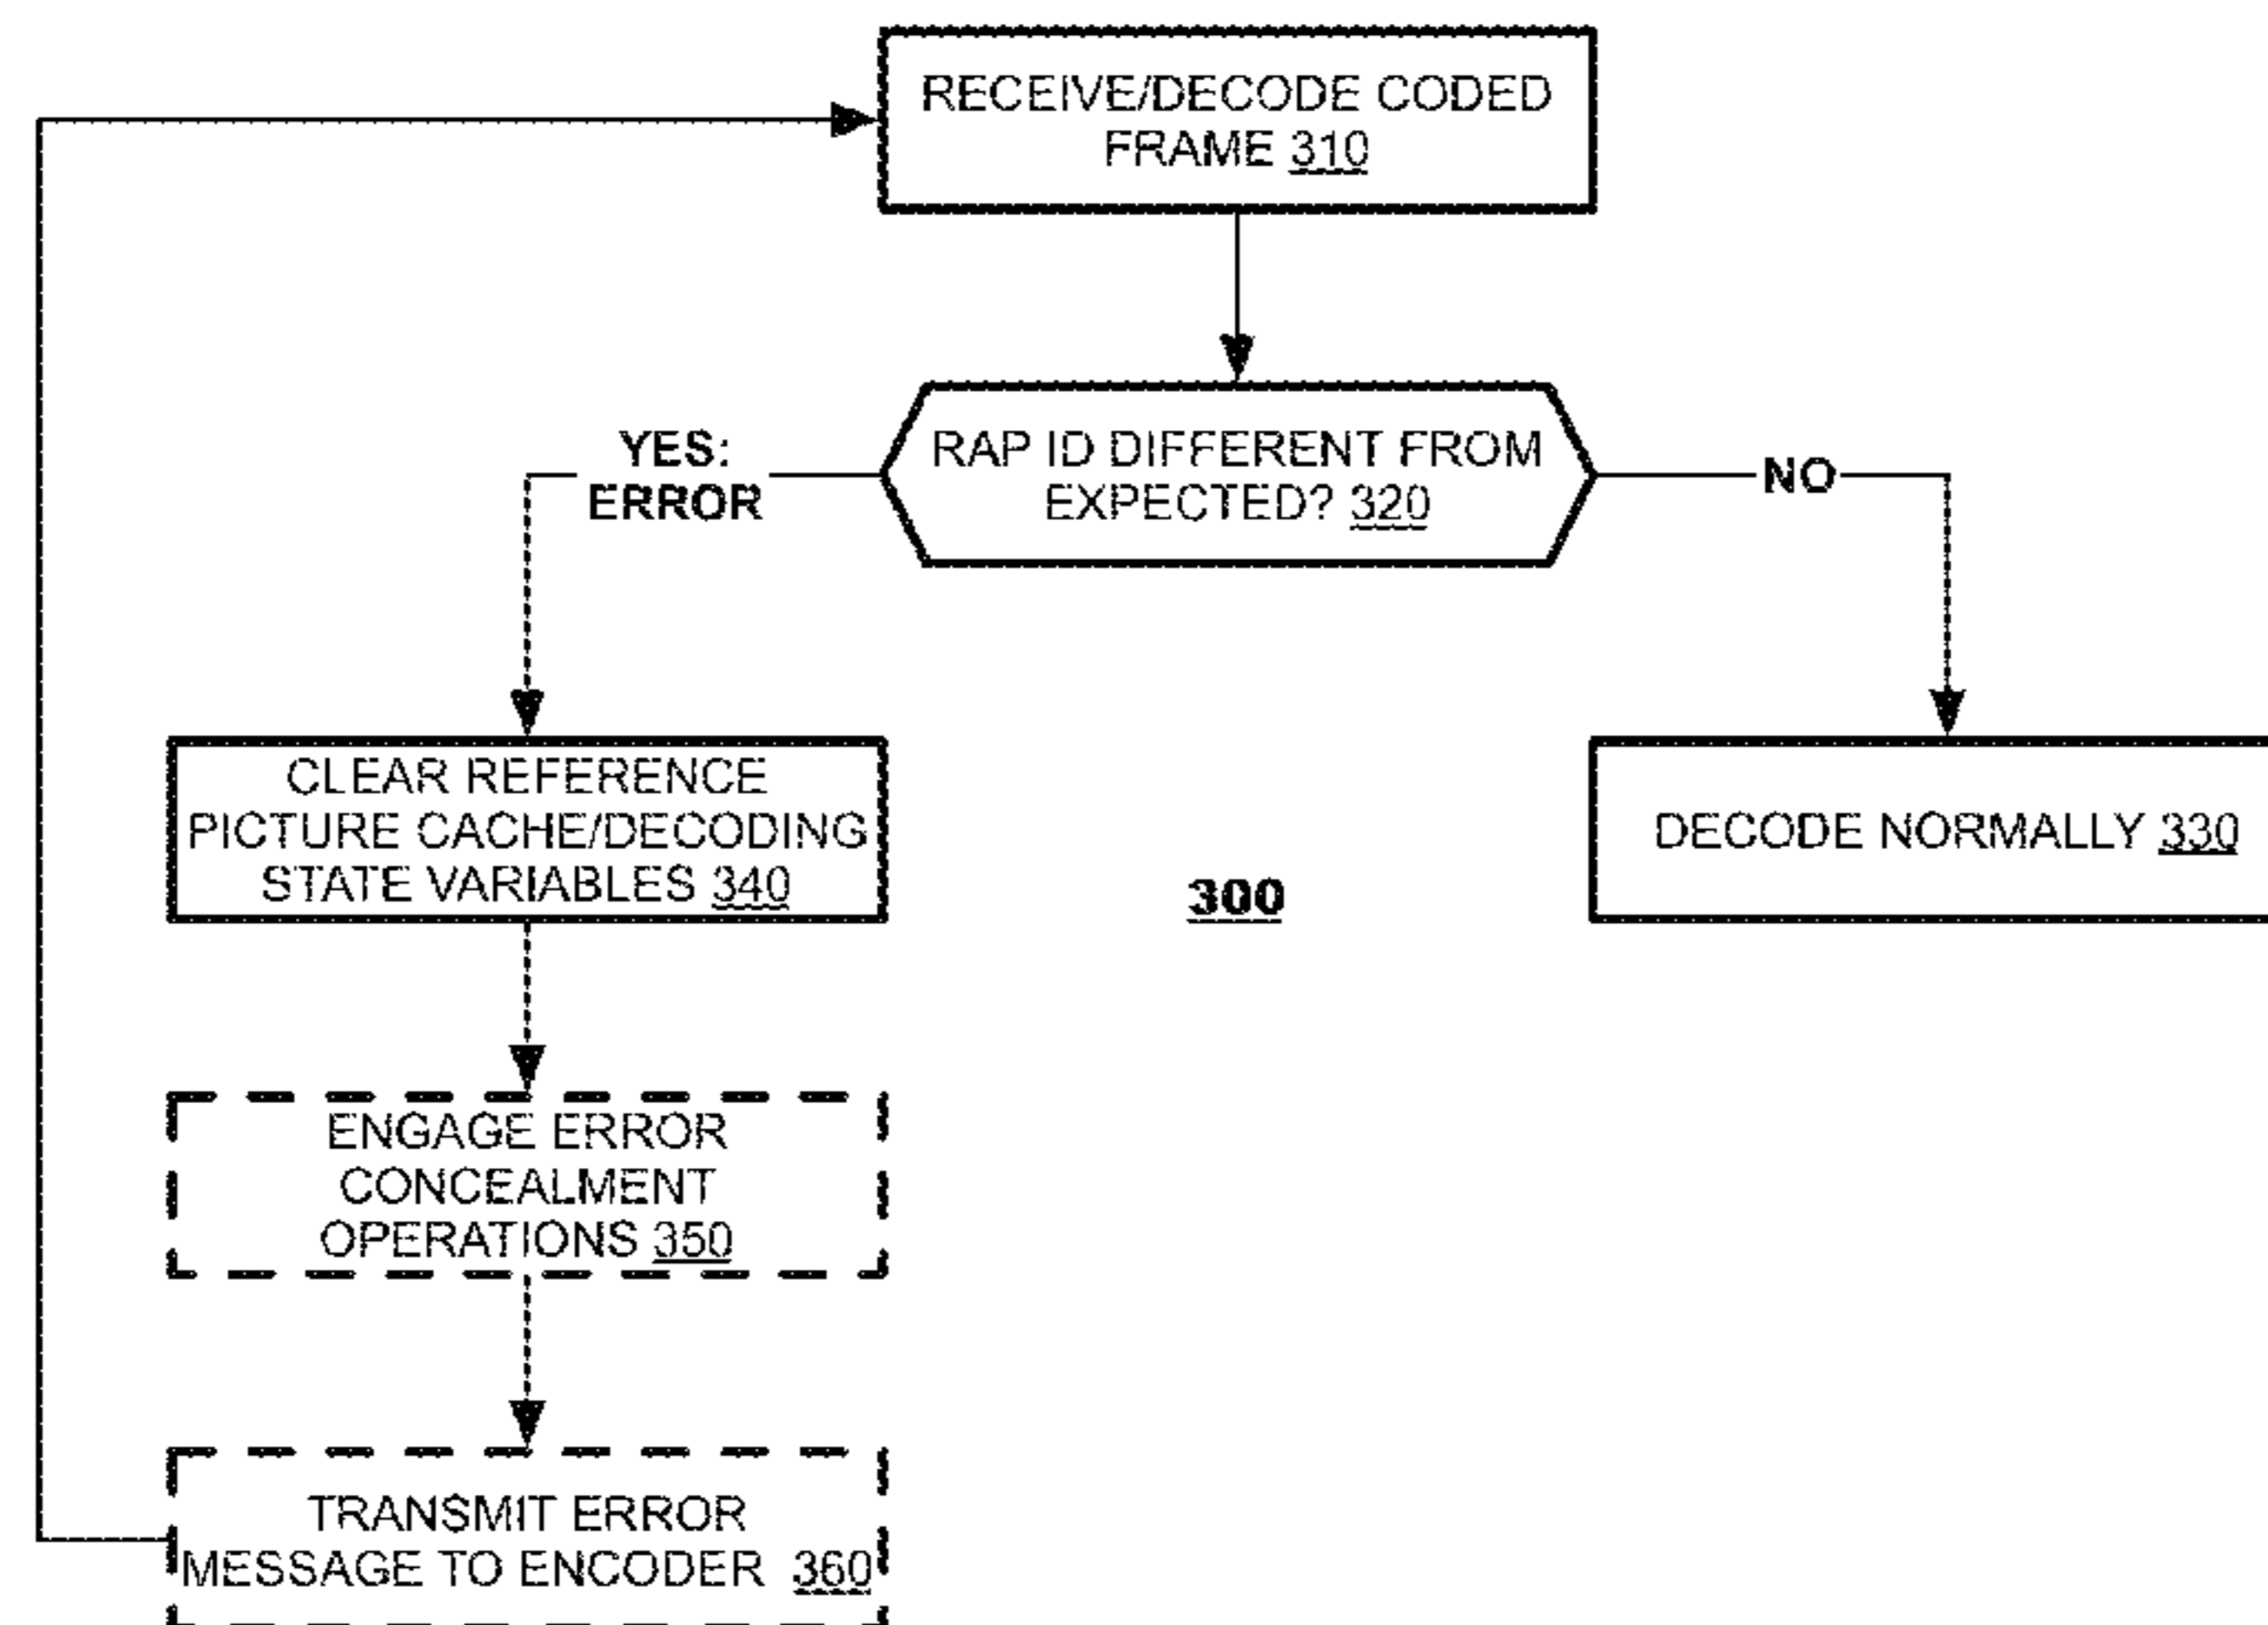 RECEIVE/DECODE CODED
FRAME 310
RAP ID DIFFERENT FROM
EXPECTED? 320
YES:
ERROR
NO
CLEAR REFERENCE
PICTURE CACHE/DECODING
STATE VARIABLES 340
DECODE NORMALLY 330
300
ENGAGE ERROR
CONCEALMENT
OPERATIONS 350
TRANSMIT ERROR
MESSAGE TO ENCODER 360